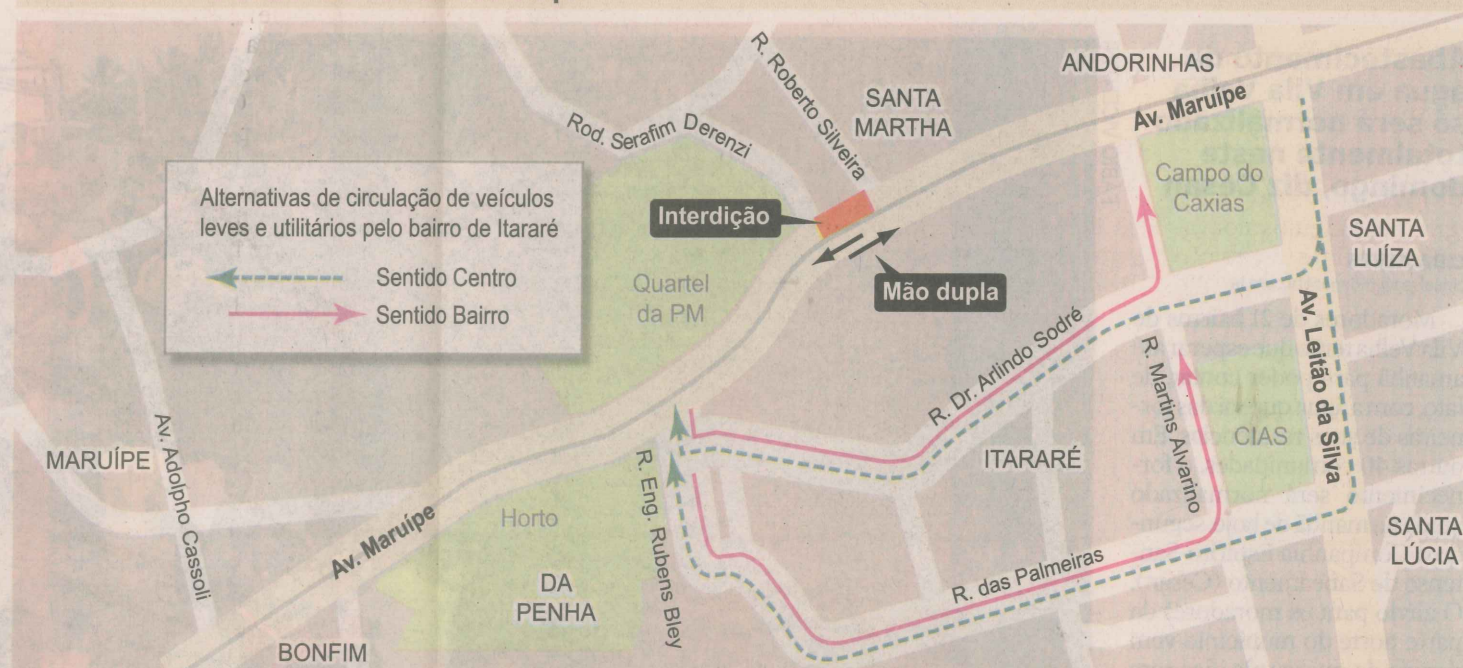 ANDORINHAS
Av. Maruípe
R. Roberto Silveira
SANTA
MARTHA
Rod. Serafim Derenzi
Alternativas de circulação de veículos
leves e utilitários pelo bairro de Itararé
Sentido Centro
Sentido Bairro
Interdição
Mão dupla
Campo do
Caxias
SANTA
LUÍZA
Quartel
da PM
Av. Leitão da Silva
R. Dr. Arlindo Sodré
R. Martins Alvarino
CIAS
ITARARÉ
MARUÍPE
Av. Adolpho Cassoli
Av. Maruípe
Horto
R. Eng. Rubens Bley
R. das Palmeiras
SANTA
LÚCIA
DA
PENHA
BONFIM